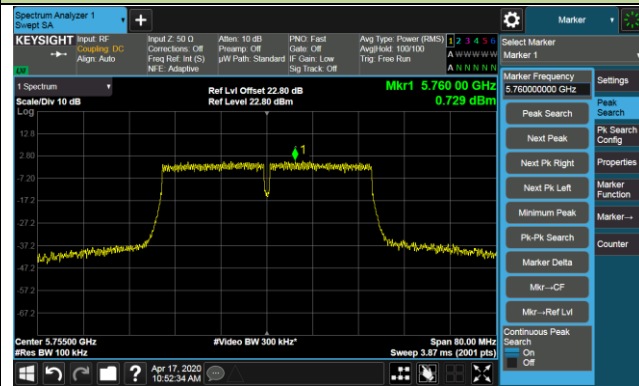 Spectrum Analyzer 1
Swept SA
Marker
KEYSIGHT
Input: RF
Coupling: DC
Align: Auto
Input Z: 50 Ω
Corrections: Off
Freq Ref: Int (S)
NFE: Adaptive
Atten: 10 dB
Preamp: Off
µW Path: Standard
PNO: Fast
Gate: Off
IF Gain: Low
Sig Track: Off
Avg Type: Power (RMS)
Avg|Hold: 100/100
Trig: Free Run
1 2 3 4 5 6
A W W W W W
A N N N N N
Select Marker
Marker 1
1 Spectrum
Scale/Div 10 dB
Log
Ref Lvl Offset 22.80 dB
Ref Level 22.80 dBm
Mkr1 5.760 00 GHz
0.729 dBm
12.8
2.80
-7.20
-17.2
-27.2
-37.2
-47.2
-57.2
-67.2
1
Center 5.75500 GHz
#Res BW 100 kHz
#Video BW 300 kHz*
Span 80.00 MHz
Sweep 3.87 ms (2001 pts)
Marker Frequency
5.760000000 GHz
Peak Search
Next Peak
Next Pk Right
Next Pk Left
Minimum Peak
Pk-Pk Search
Marker Delta
Mkr→CF
Mkr→Ref Lvl
Continuous Peak
Search
On
Off
Settings
Peak
Search
Pk Search
Config
Properties
Marker
Function
Marker→
Counter
Apr 17, 2020
10:52:34 AM